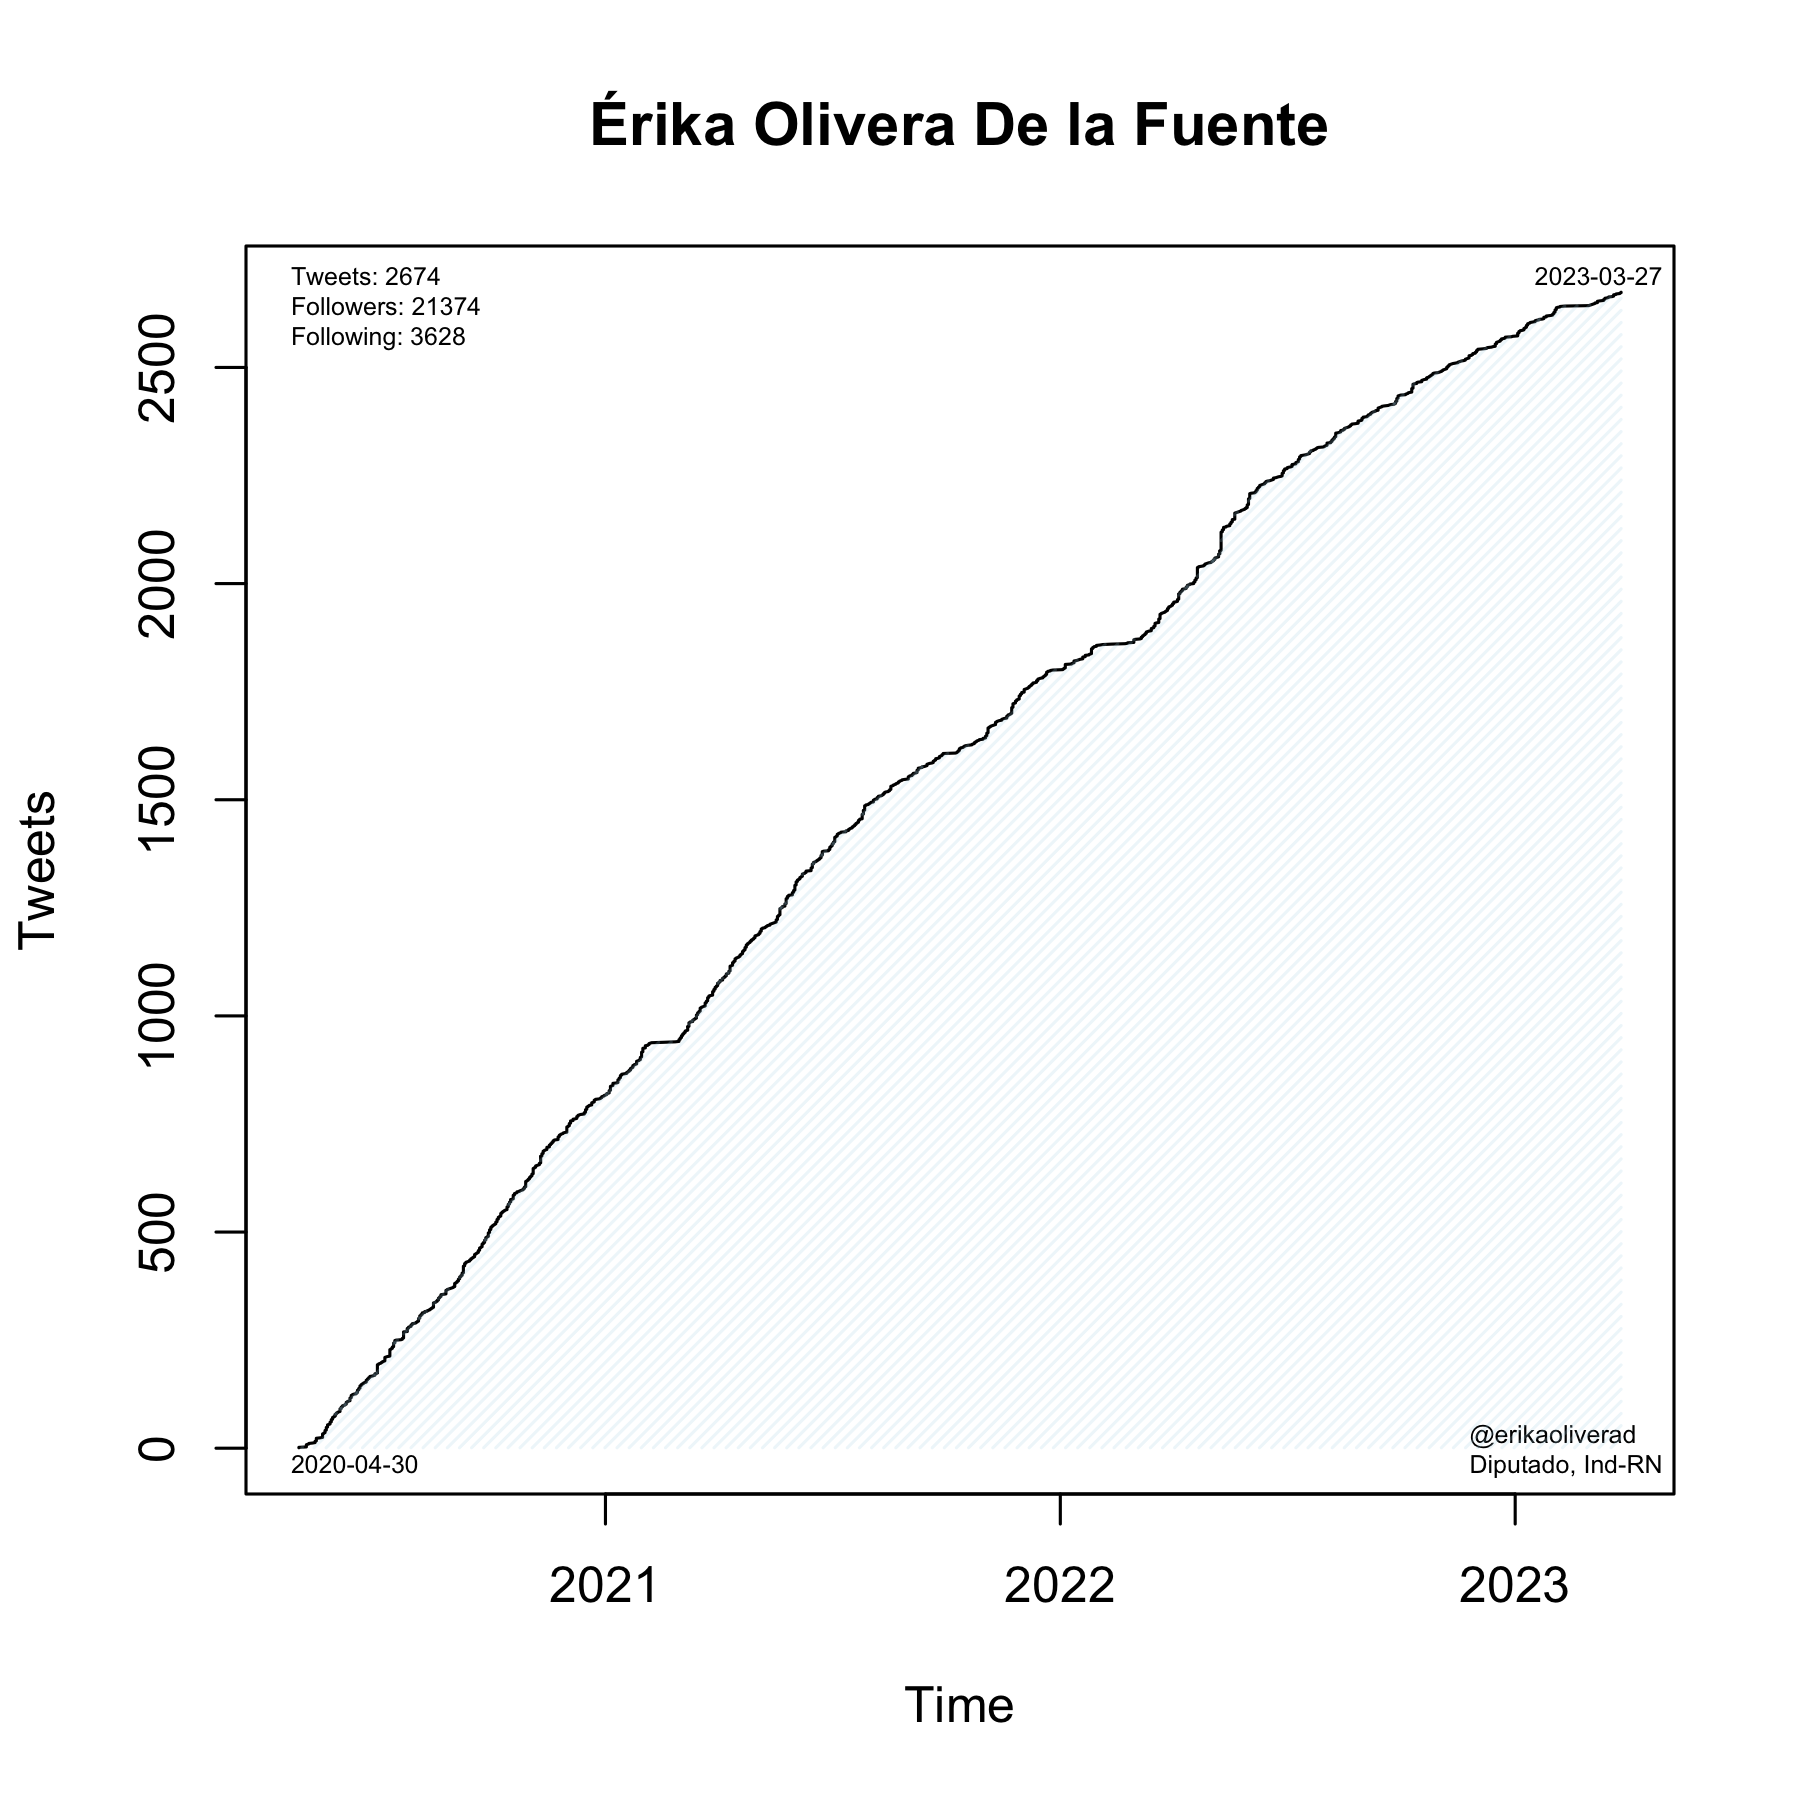 Érika Olivera De la Fuente
Tweets: 2674
Followers: 21374
Following: 3628
2023-03-27
2500
2000
1500
1000
500
0
Tweets
2020-04-30
@erikaoliverad
Diputado, Ind-RN
2021
2022
2023
Time